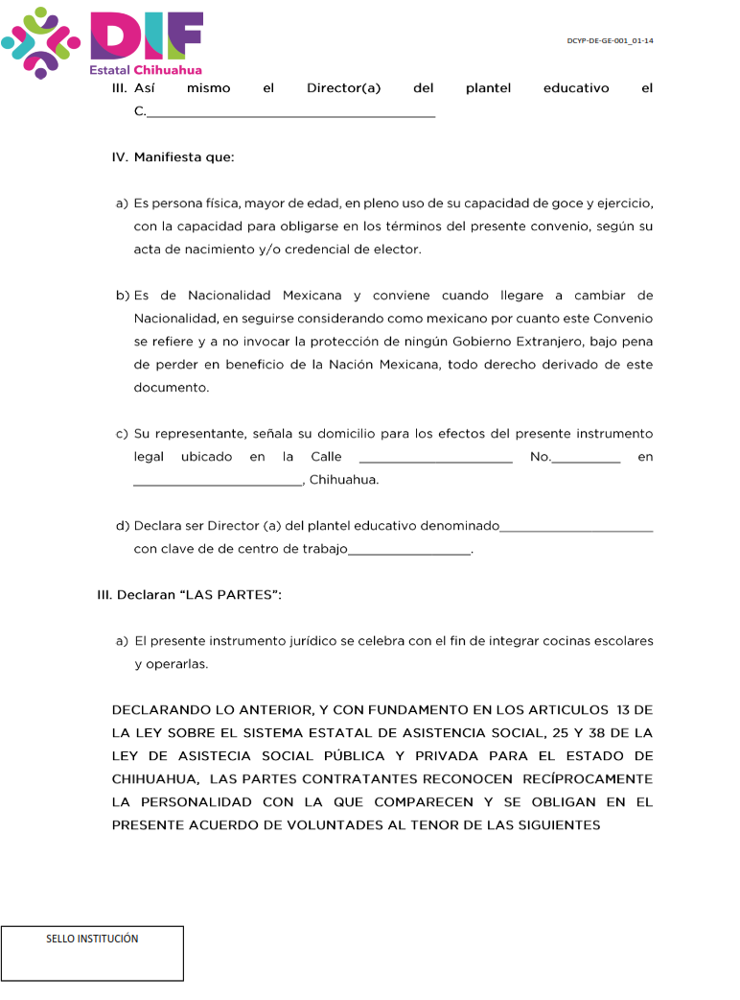 DIF
Estatal Chihuahua
DCYP-DE-GE-001_01-14
III. Así mismo el Director(a) del plantel educativo el
C.________________________________________
IV. Manifiesta que:
a) Es persona física, mayor de edad, en pleno uso de su capacidad de goce y ejercicio,
con la capacidad para obligarse en los términos del presente convenio, según su
acta de nacimiento y/o credencial de elector.
b) Es de Nacionalidad Mexicana y conviene cuando llegare a cambiar de
Nacionalidad, en seguirse considerando como mexicano por cuanto este Convenio
se refiere y a no invocar la protección de ningún Gobierno Extranjero, bajo pena
de perder en beneficio de la Nación Mexicana, todo derecho derivado de este
documento.
c) Su representante, señala su domicilio para los efectos del presente instrumento
legal ubicado en la Calle ____________________ No._________ en
______________________, Chihuahua.
d) Declara ser Director (a) del plantel educativo denominado____________________
con clave de de centro de trabajo________________.
III. Declaran “LAS PARTES”:
a) El presente instrumento jurídico se celebra con el fin de integrar cocinas escolares
y operarlas.
DECLARANDO LO ANTERIOR, Y CON FUNDAMENTO EN LOS ARTICULOS 13 DE
LA LEY SOBRE EL SISTEMA ESTATAL DE ASISTENCIA SOCIAL, 25 Y 38 DE LA
LEY DE ASISTECIA SOCIAL PÚBLICA Y PRIVADA PARA EL ESTADO DE
CHIHUAHUA, LAS PARTES CONTRATANTES RECONOCEN RECÍPROCAMENTE
LA PERSONALIDAD CON LA QUE COMPARECEN Y SE OBLIGAN EN EL
PRESENTE ACUERDO DE VOLUNTADES AL TENOR DE LAS SIGUIENTES
SELLO INSTITUCIÓN